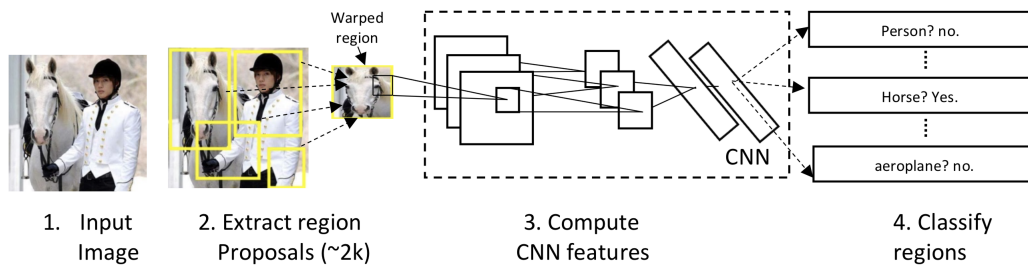 Warped
region
Person? no.
Horse? Yes.
CNN
aeroplane? no.
1. Input
Image
2. Extract region
Proposals (~2k)
3. Compute
CNN features
4. Classify
regions